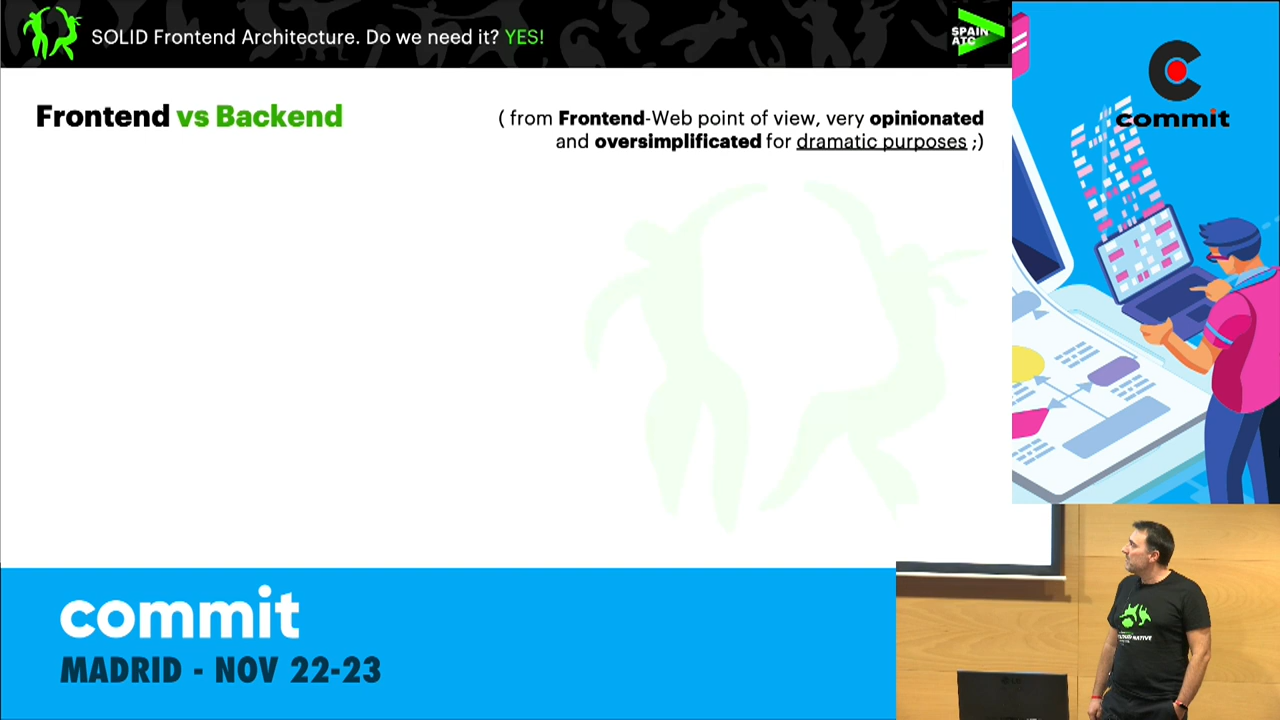 SOLID Frontend Architecture. Do we need it? YES!
SPAIN
ATC
Frontend vs Backend
( from Frontend-Web point of view, very opinionated
and oversimplificated for dramatic purposes ;)
commit
commit
MADRID - NOV 22-23